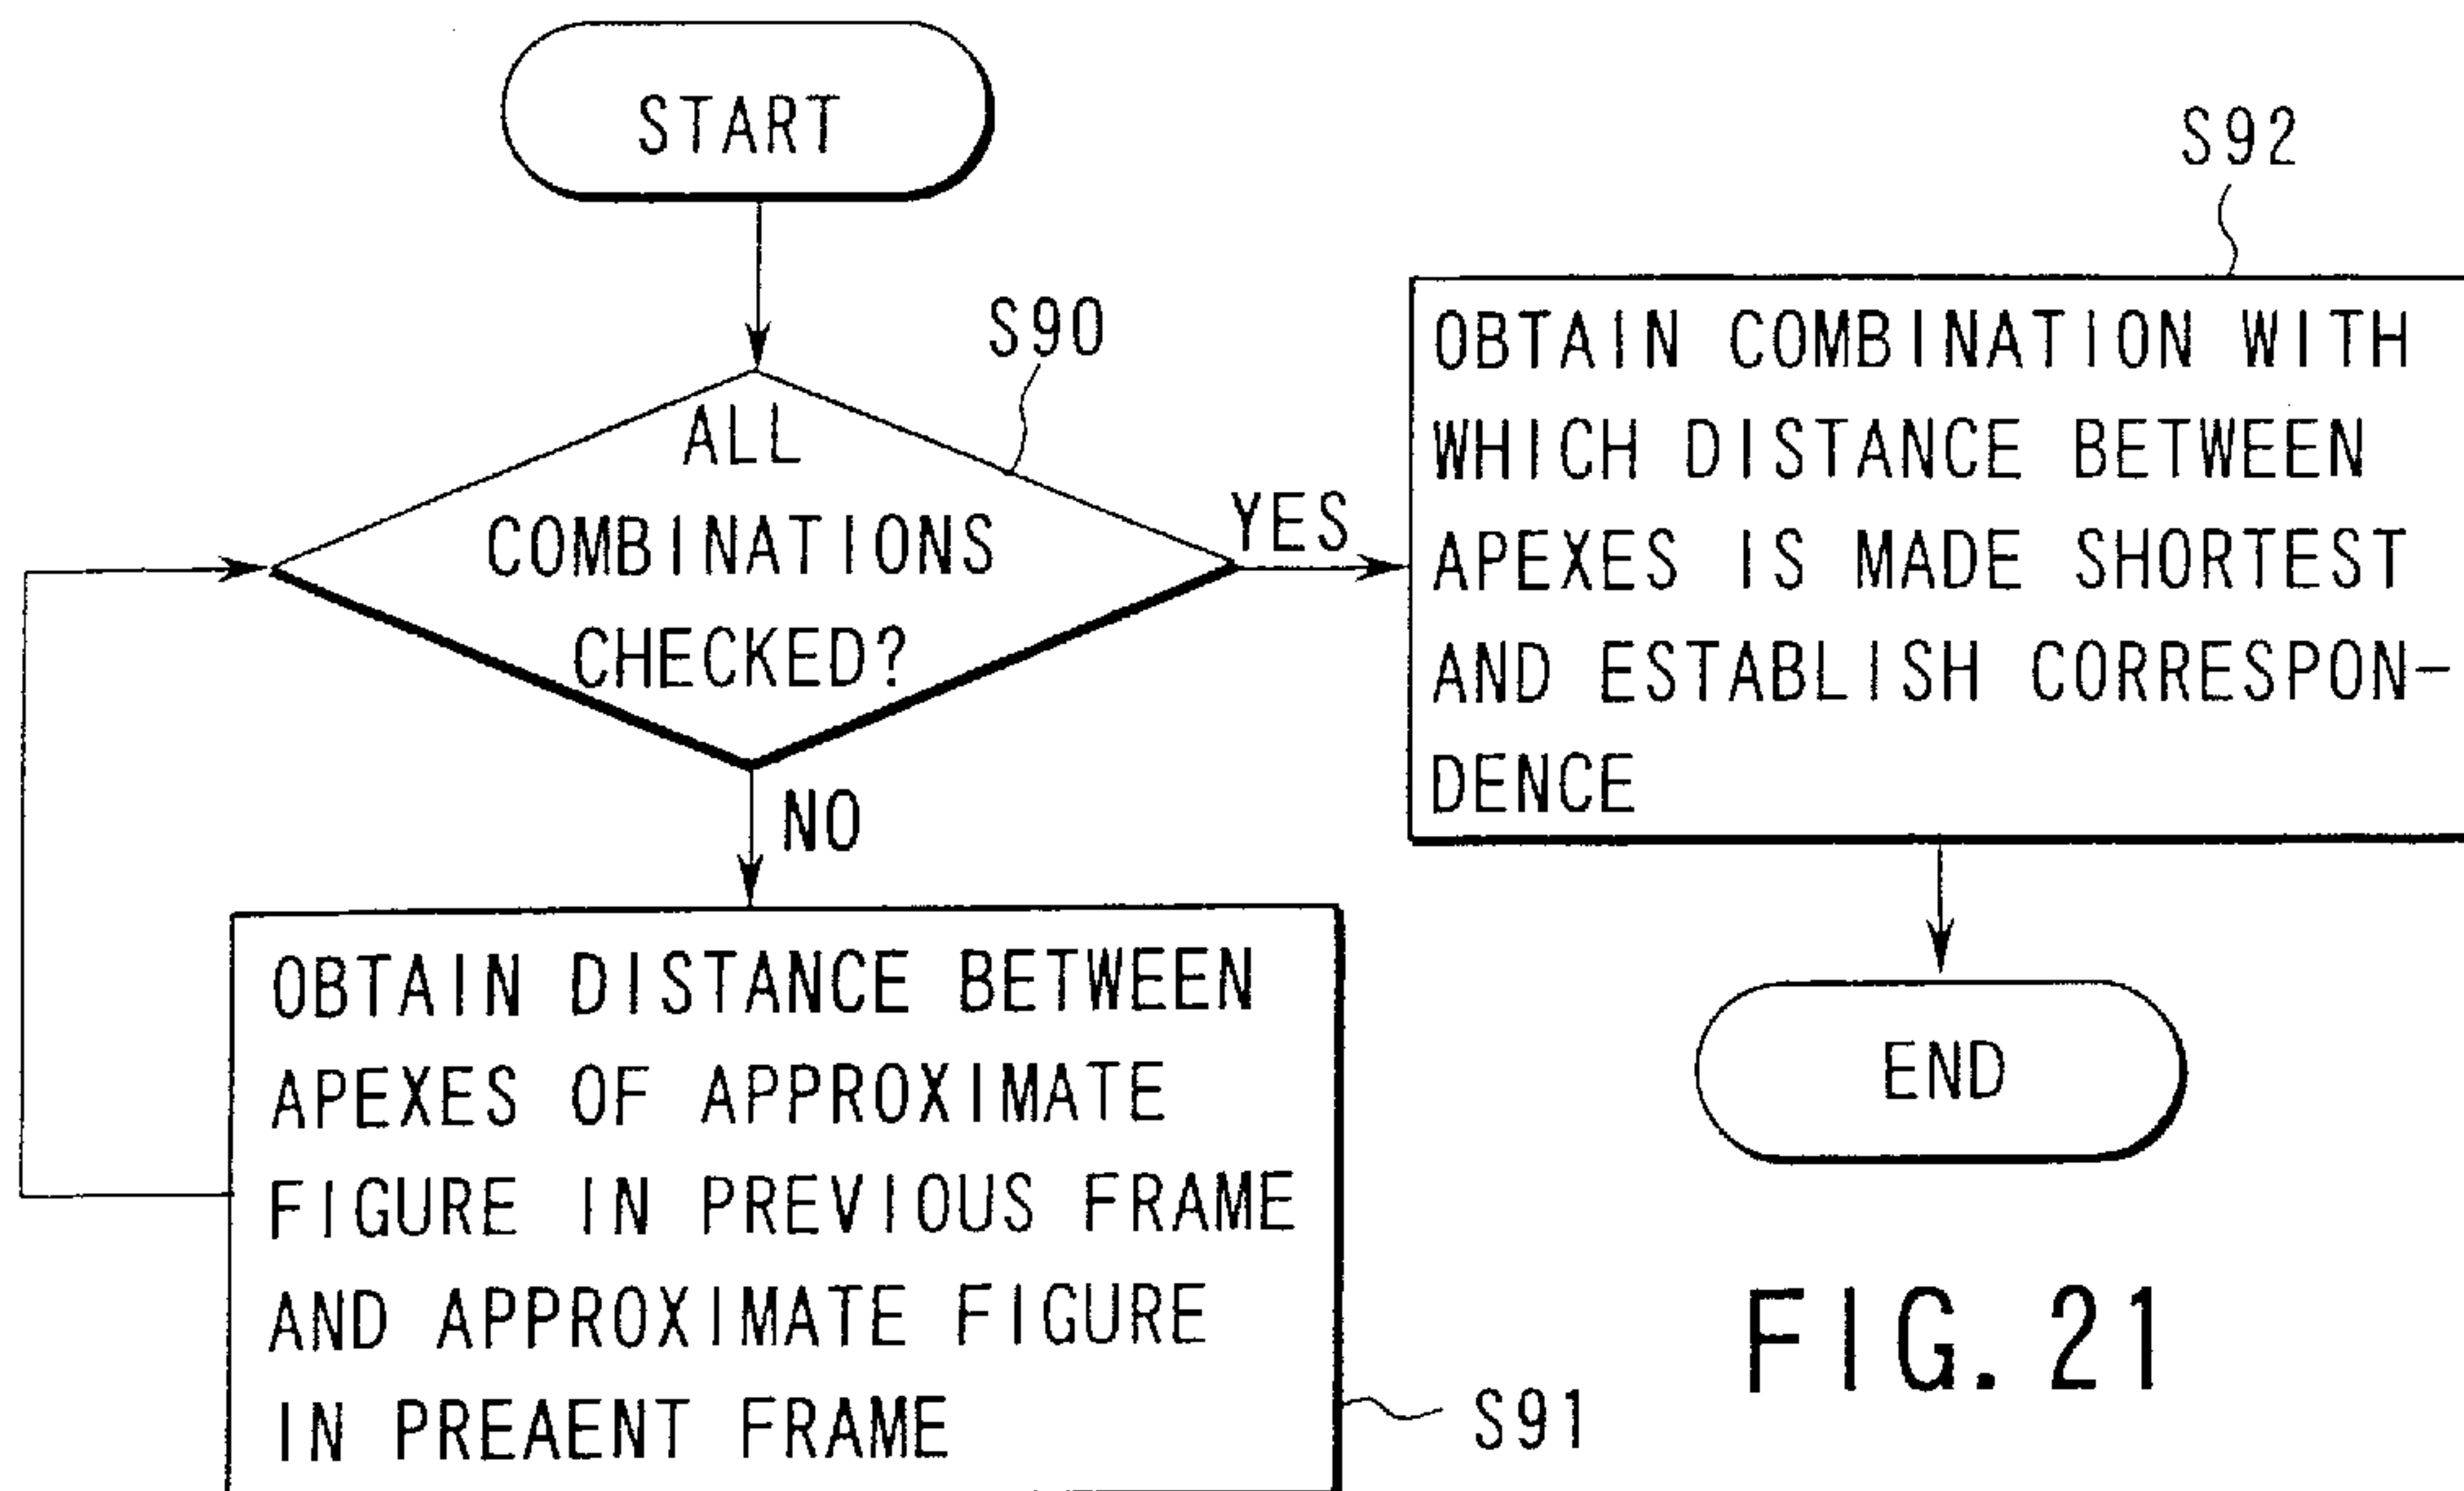 START
S90
ALL
COMBINATIONS
CHECKED?
YES
NO
S92
OBTAIN COMBINATION WITH
WHICH DISTANCE BETWEEN
APEXES IS MADE SHORTEST
AND ESTABLISH CORRESPON-
DENCE
OBTAIN DISTANCE BETWEEN
APEXES OF APPROXIMATE
FIGURE IN PREVIOUS FRAME
AND APPROXIMATE FIGURE
IN PREAENT FRAME
S91
END
FIG. 21